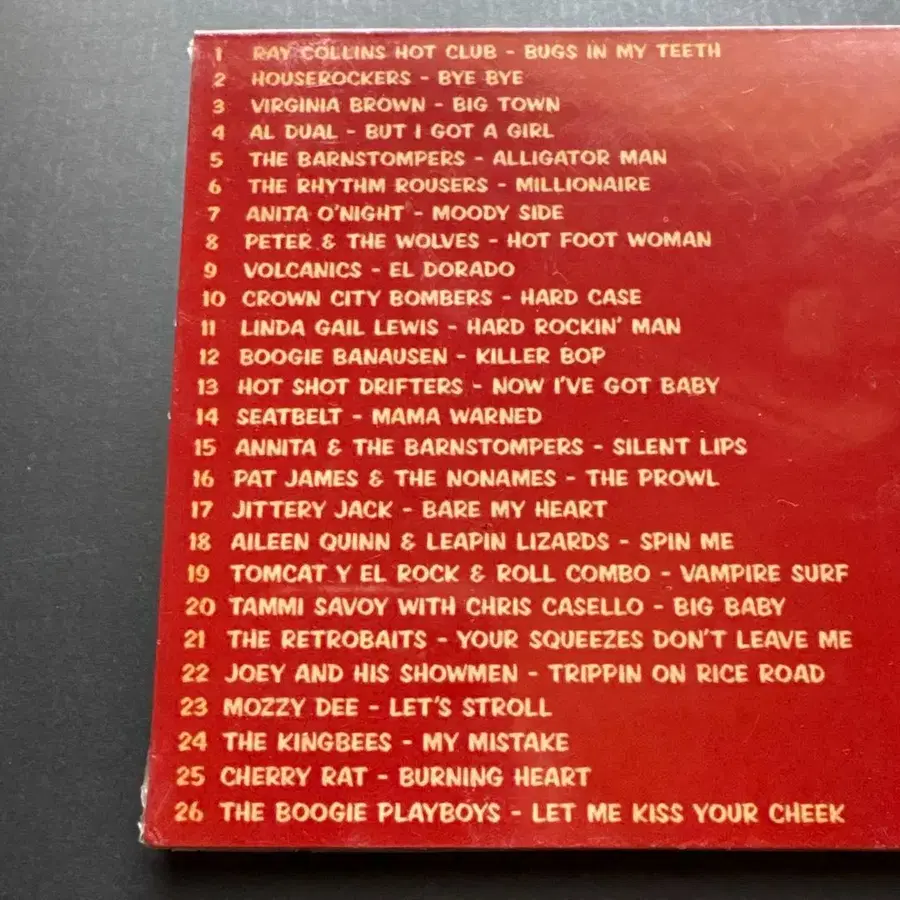 1 RAY COLLINS HOT CLUB - BUGS IN MY TEETH
2 HOUSEROCKERS - BYE BYE
3 VIRGINIA BROWN - BIG TOWN
4 AL DUAL - BUT I GOT A GIRL
5 THE BARNSTOMPERS - ALLIGATOR MAN
6 THE RHYTHM ROUSERS - MILLIONAIRE
7 ANITA O'NIGHT - MOODY SIDE
8 PETER & THE WOLVES - HOT FOOT WOMAN
9 VOLCANICS - EL DORADO
10 CROWN CITY BOMBERS - HARD CASE
11 LINDA GAIL LEWIS - HARD ROCKIN' MAN
12 BOOGIE BANAUSEN - KILLER BOP
13 HOT SHOT DRIFTERS - NOW I'VE GOT BABY
14 SEATBELT - MAMA WARNED
15 ANNITA & THE BARNSTOMPERS - SILENT LIPS
16 PAT JAMES & THE NONAMES - THE PROWL
17 JITTERY JACK - BARE MY HEART
18 AILEEN QUINN & LEAPIN LIZARDS - SPIN ME
19 TOMCAT Y EL ROCK & ROLL COMBO - VAMPIRE SURF
20 TAMMI SAVOY WITH CHRIS CASELLO - BIG BABY
21 THE RETROBAITS - YOUR SQUEEZES DON'T LEAVE ME
22 JOEY AND HIS SHOWMEN - TRIPPIN ON RICE ROAD
23 MOZZY DEE - LET'S STROLL
24 THE KINGBEES - MY MISTAKE
25 CHERRY RAT - BURNING HEART
26 THE BOOGIE PLAYBOYS - LET ME KISS YOUR CHEEK